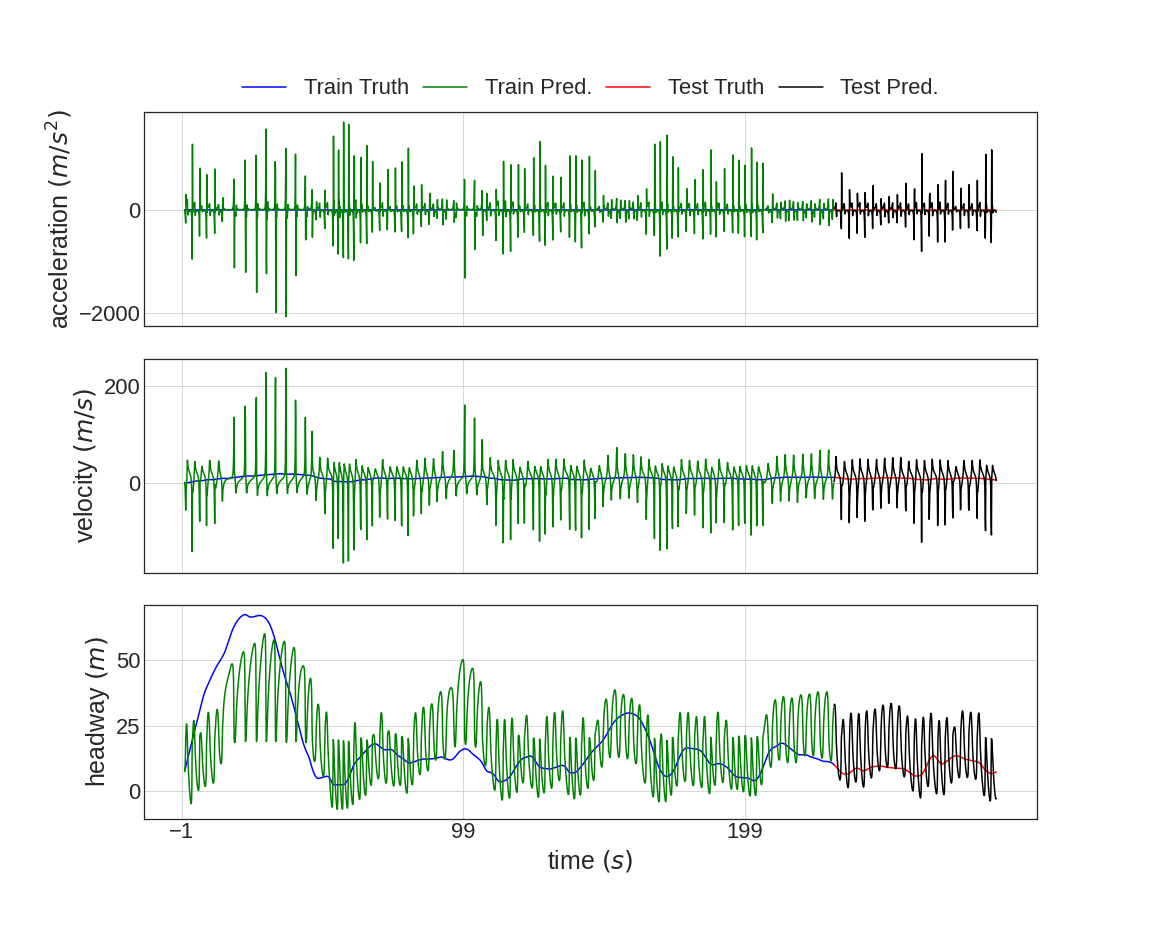 Train Truth Train Pred. Test Truth Test Pred.
acceleration (m/s²)
0
−2000
velocity (m/s)
200
0
headway (m)
50
25
0
−1 99 199
time (s)